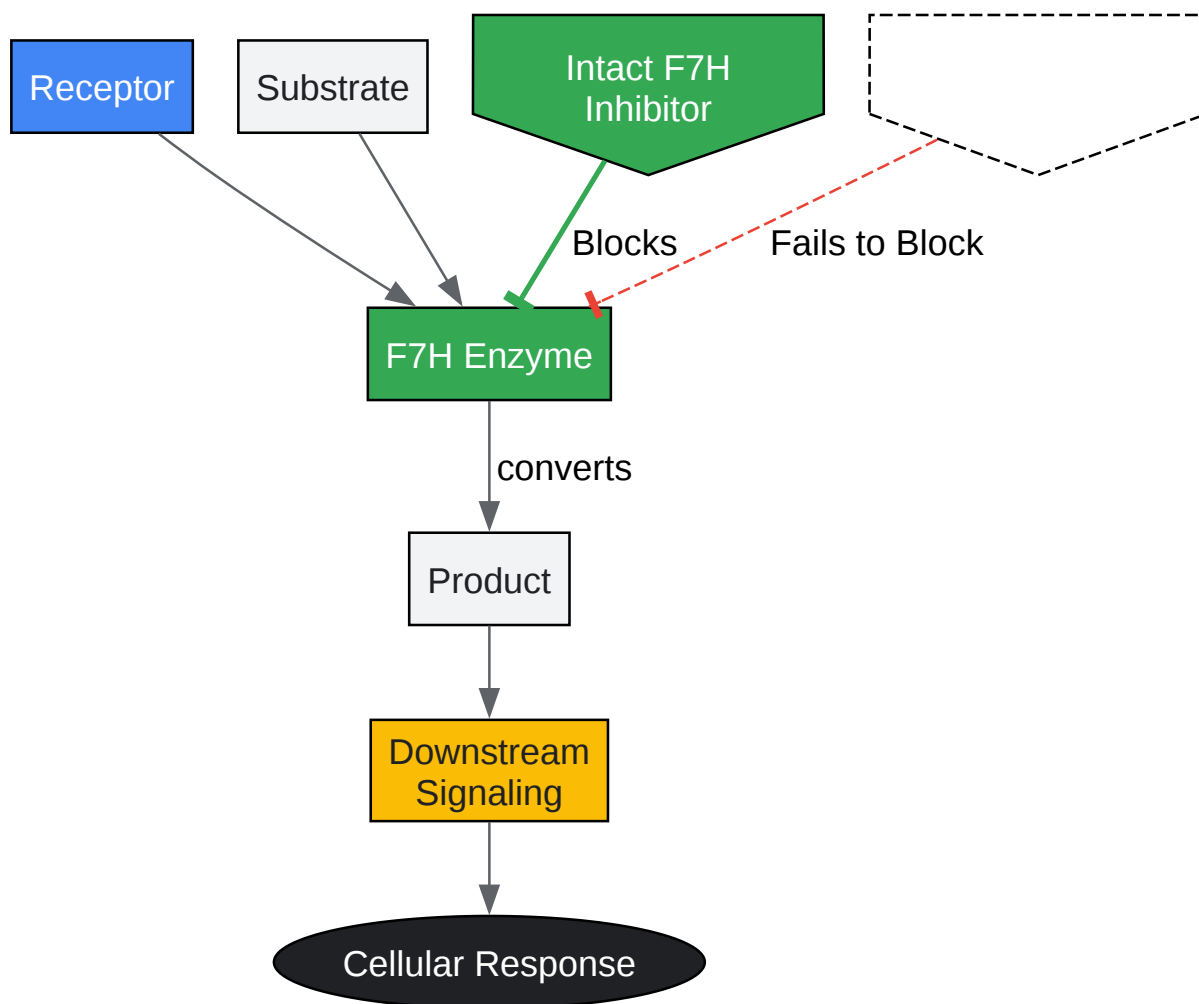 Receptor
Substrate
Intact F7H
Inhibitor
Blocks
Fails to Block
F7H Enzyme
converts
Product
Downstream
Signaling
Cellular Response